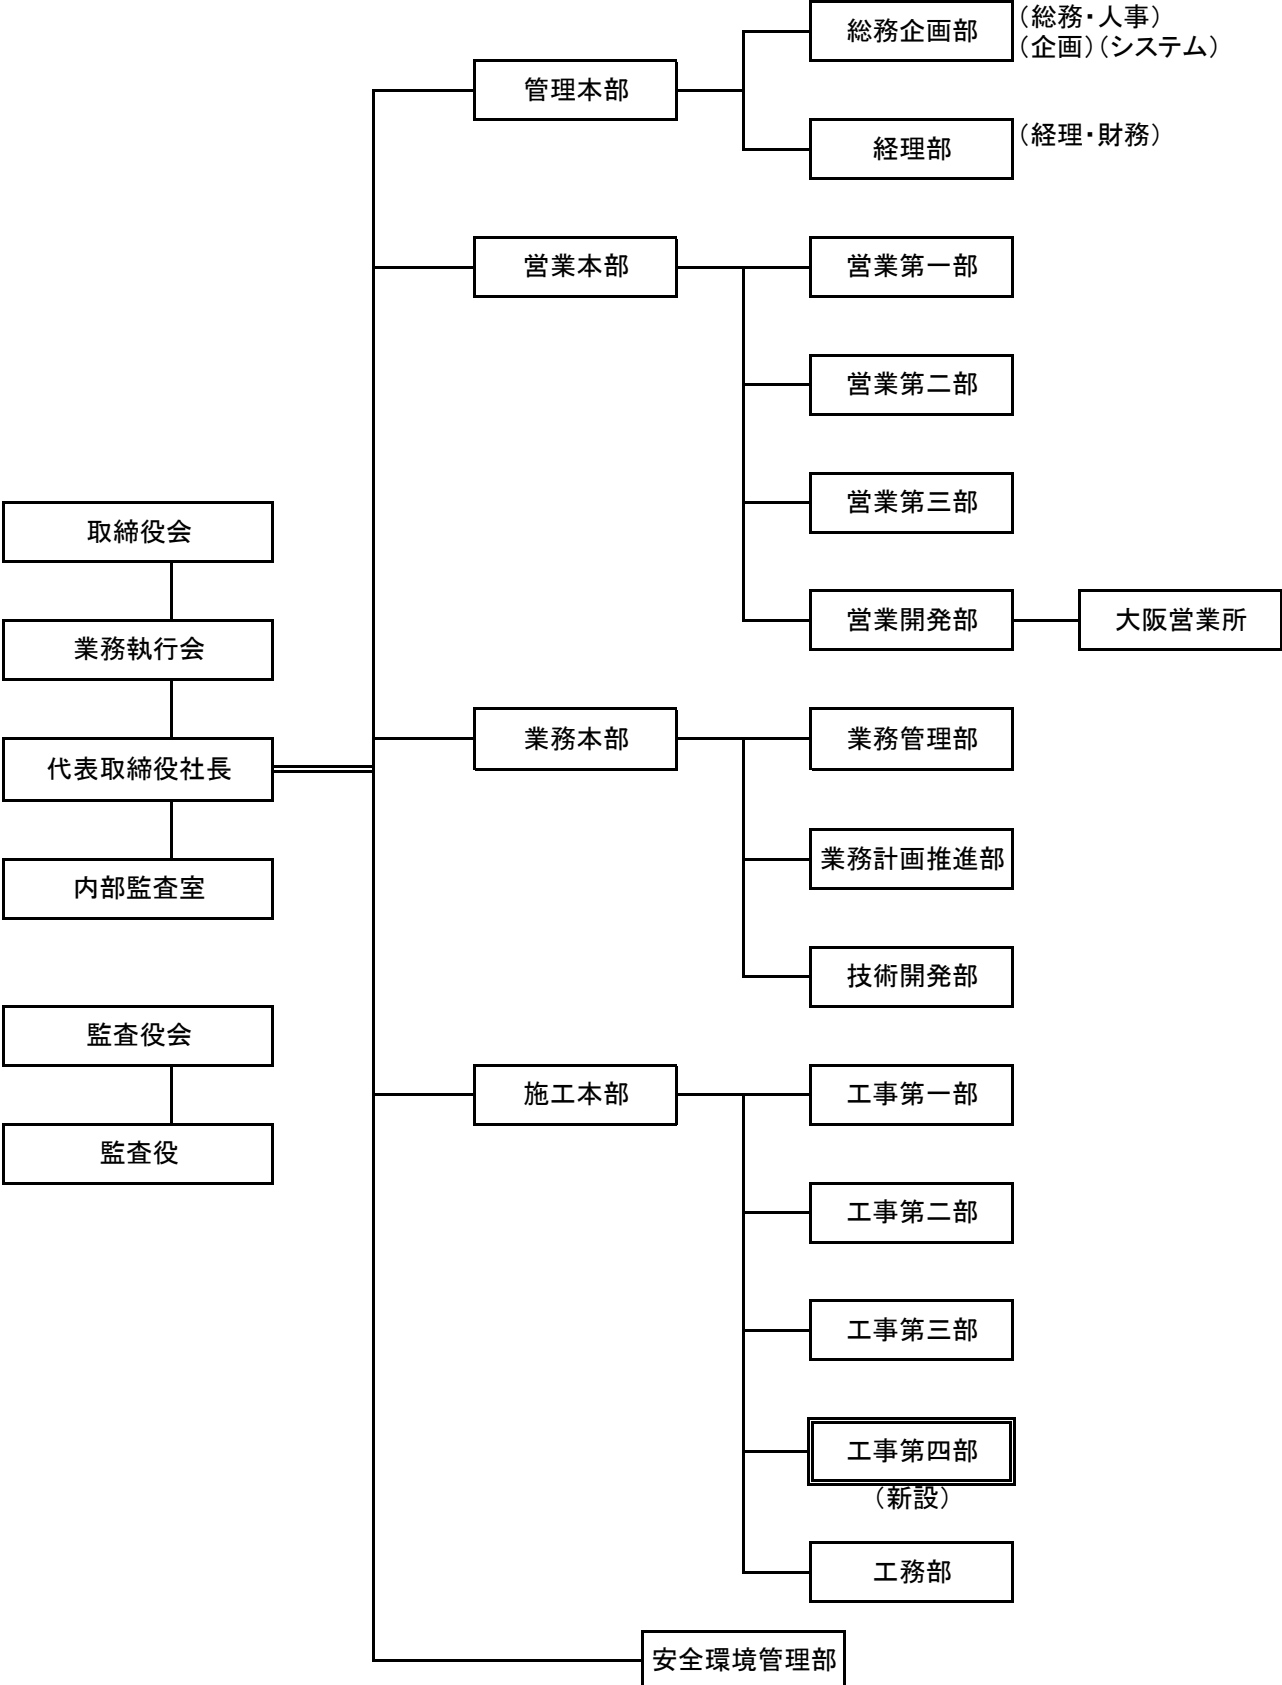 総務企画部
（総務・人事）
（企画）（システム）
管理本部
経理部
（経理・財務）
営業本部
営業第一部
営業第二部
営業第三部
取締役会
営業開発部
大阪営業所
業務執行会
業務本部
業務管理部
代表取締役社長
業務計画推進部
内部監査室
技術開発部
監査役会
施工本部
工事第一部
監査役
工事第二部
工事第三部
工事第四部
（新設）
工務部
安全環境管理部